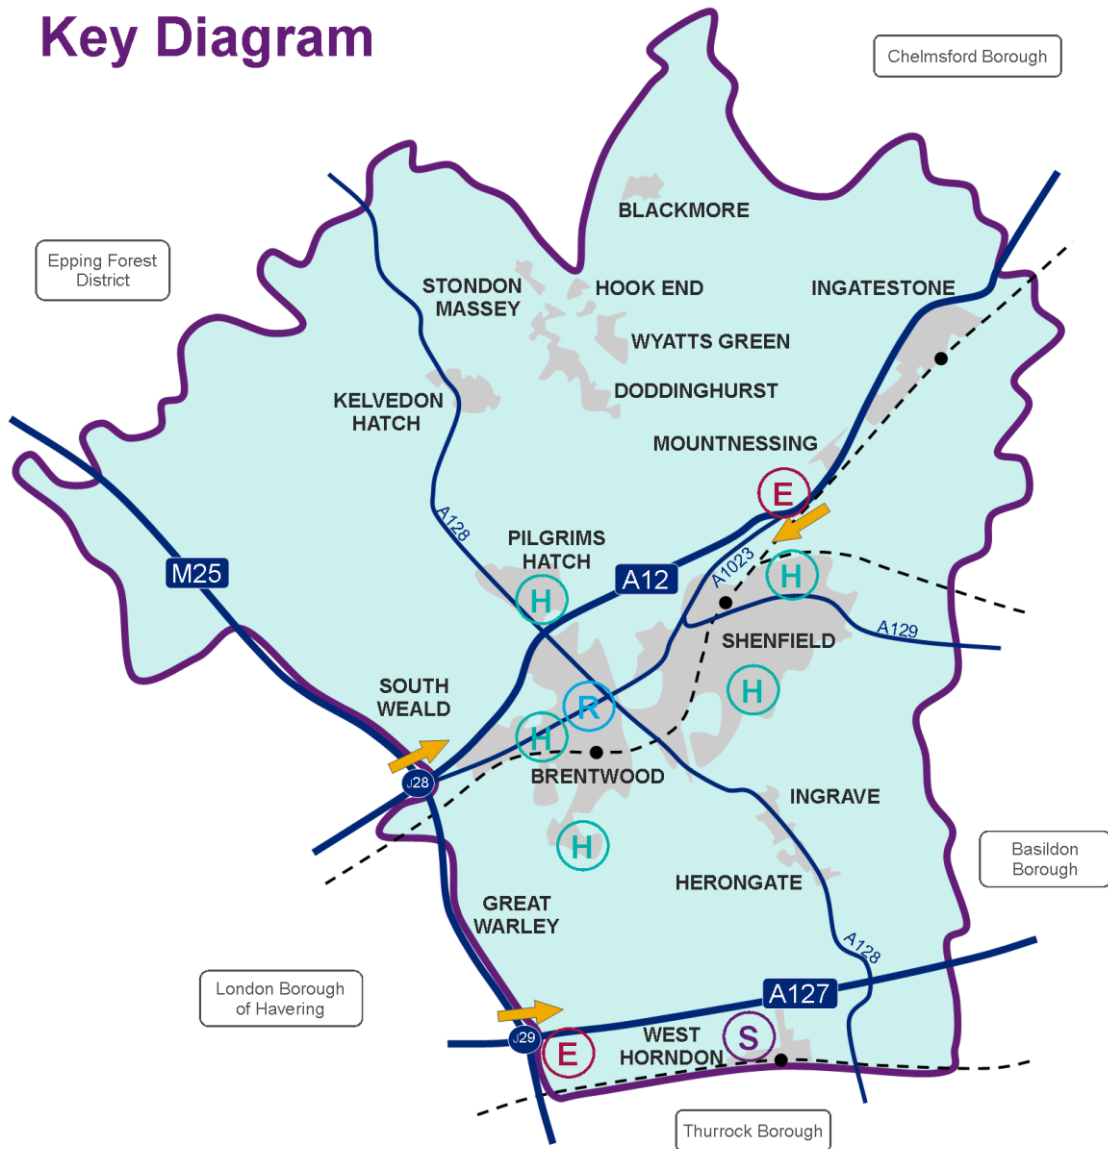 Key Diagram
Chelmsford Borough
BLACKMORE
Epping Forest
District
STONDON
MASSEY
HOOK END
INGATESTONE
WYATTS GREEN
KELVEDON
HATCH
DODDINGHURST
MOUNTNESSING
E
A128
PILGRIMS
HATCH
M25
A12
A1023
H
H
A129
SHENFIELD
SOUTH
WEALD
H
R
H
J28
BRENTWOOD
INGRAVE
H
HERONGATE
Basildon
Borough
GREAT
WARLEY
A128
London Borough
of Havering
A127
J29
E
WEST
HORNDON
S
Thurrock Borough